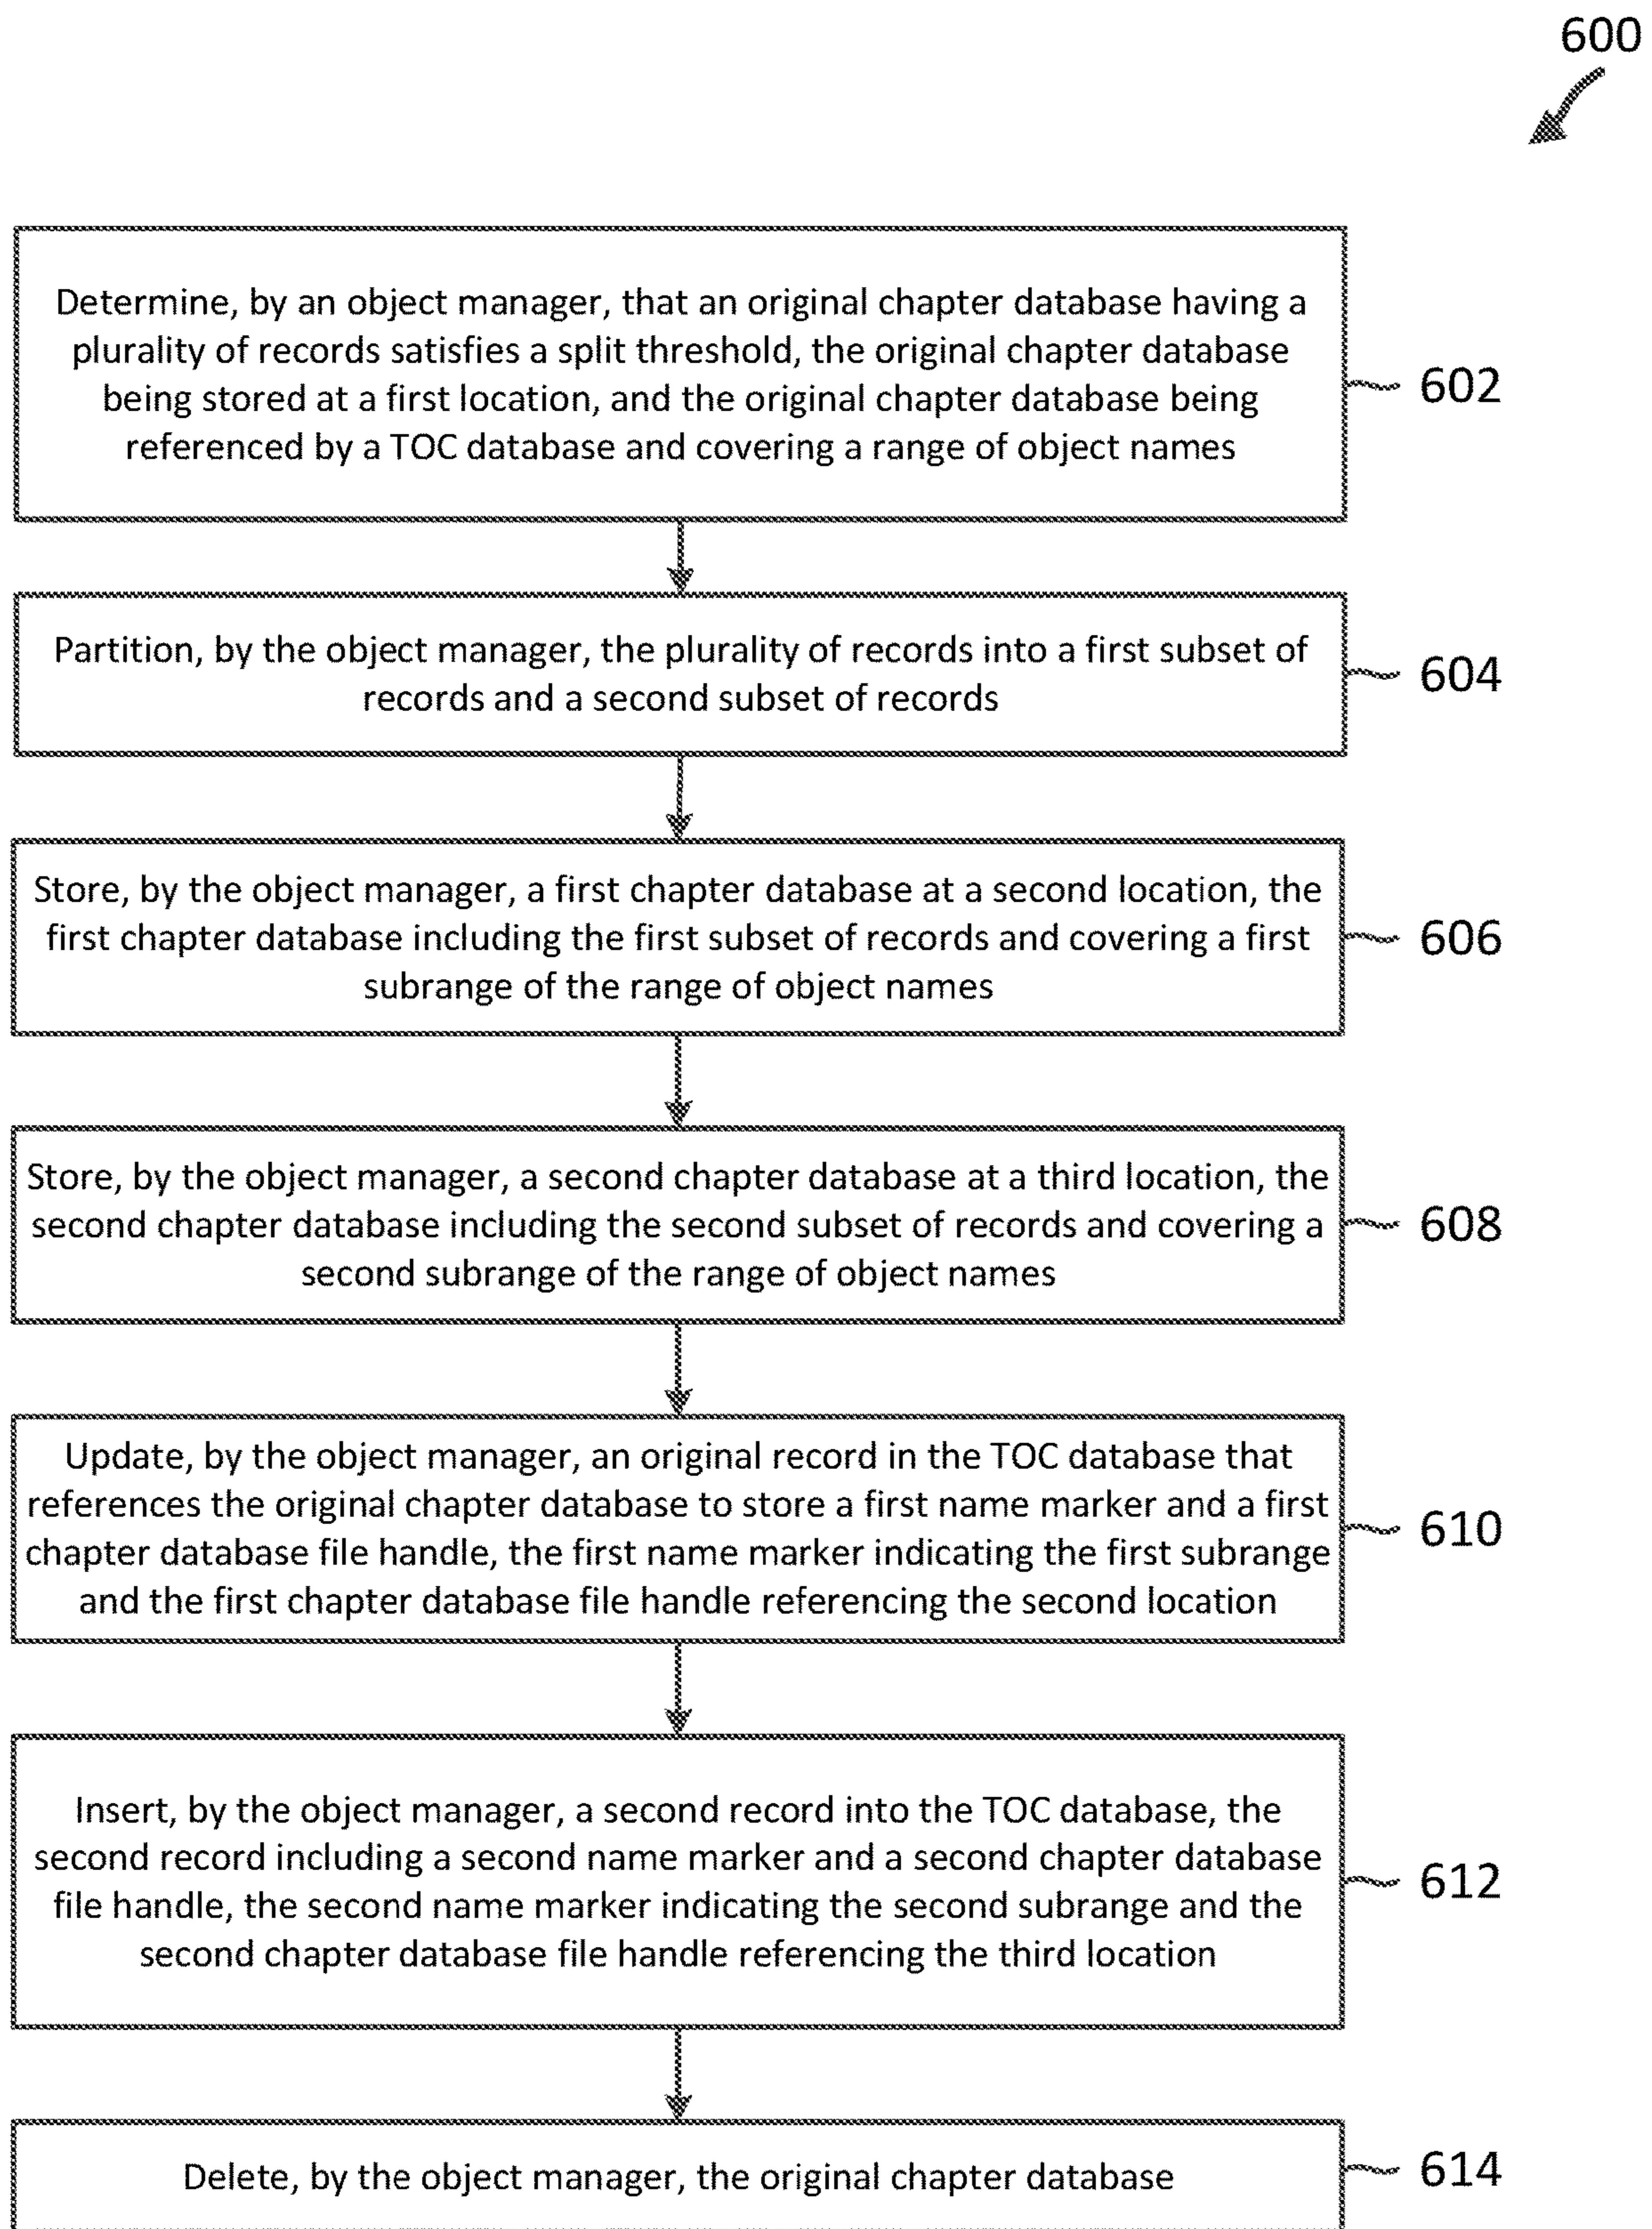 600
Determine, by an object manager, that an original chapter database having a
plurality of records satisfies a split threshold, the original chapter database
being stored at a first location, and the original chapter database being
referenced by a TOC database and covering a range of object names
602
Partition, by the object manager, the plurality of records into a first subset of
records and a second subset of records
604
Store, by the object manager, a first chapter database at a second location, the
first chapter database including the first subset of records and covering a first
subrange of the range of object names
606
Store, by the object manager, a second chapter database at a third location, the
second chapter database including the second subset of records and covering a
second subrange of the range of object names
608
Update, by the object manager, an original record in the TOC database that
references the original chapter database to store a first name marker and a first
chapter database file handle, the first name marker indicating the first subrange
and the first chapter database file handle referencing the second location
610
Insert, by the object manager, a second record into the TOC database, the
second record including a second name marker and a second chapter database
file handle, the second name marker indicating the second subrange and the
second chapter database file handle referencing the third location
612
Delete, by the object manager, the original chapter database
614